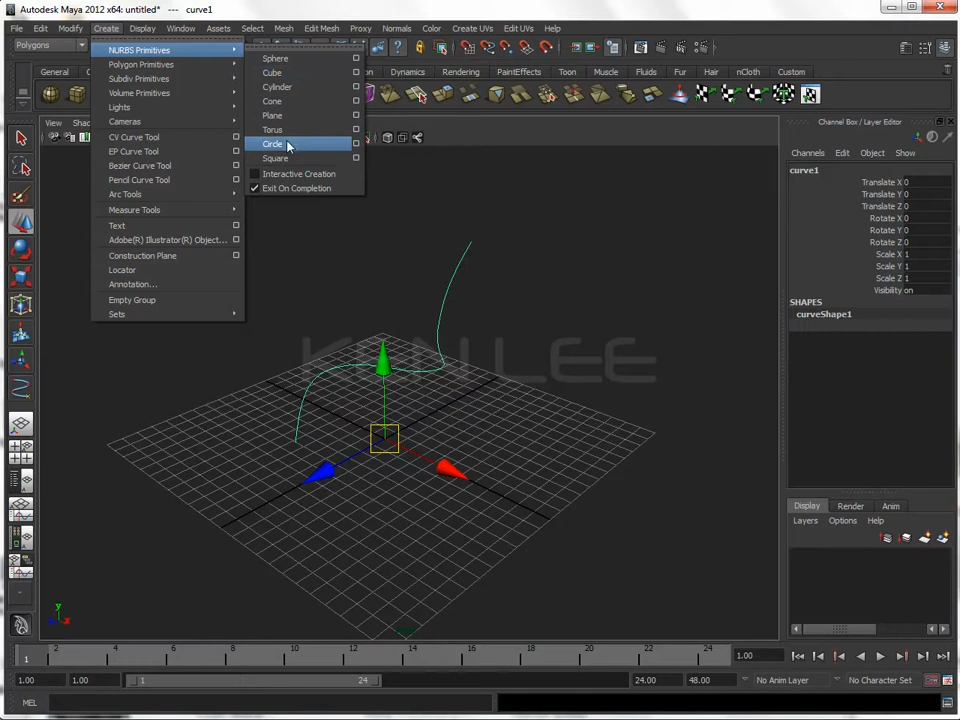 Autodesk Maya 2012 x64: untitled* --- curve1
File Edit Modify Create Display Window Assets Select Mesh Edit Mesh Proxy Normals Color Create UVs Edit UVs Help
Polygons
General Dynamics Rendering PaintEffects Toon Muscle Fluids Fur Hair nCloth Custom
NURBS Primitives
Polygon Primitives
Subdiv Primitives
Volume Primitives
Lights
Cameras
CV Curve Tool
EP Curve Tool
Bezier Curve Tool
Pencil Curve Tool
Arc Tools
Measure Tools
Text
Adobe(R) Illustrator(R) Object...
Construction Plane
Locator
Annotation...
Empty Group
Sets
Sphere
Cube
Cylinder
Cone
Plane
Torus
Circle
Square
Interactive Creation
Exit On Completion
View
KEN LEE
y
z x
Channel Box / Layer Editor
Channels Edit Object Show
curve1
Translate X 0
Translate Y 0
Translate Z 0
Rotate X 0
Rotate Y 0
Rotate Z 0
Scale X 1
Scale Y 1
Scale Z 1
Visibility on
SHAPES
curveShape1
Display Render Anim
Layers Options Help
1 2 4 6 8 10 12 14 16 18 20 22 24 1.00
1.00 1.00 1 24 24.00 48.00 No Anim Layer No Character Set
MEL